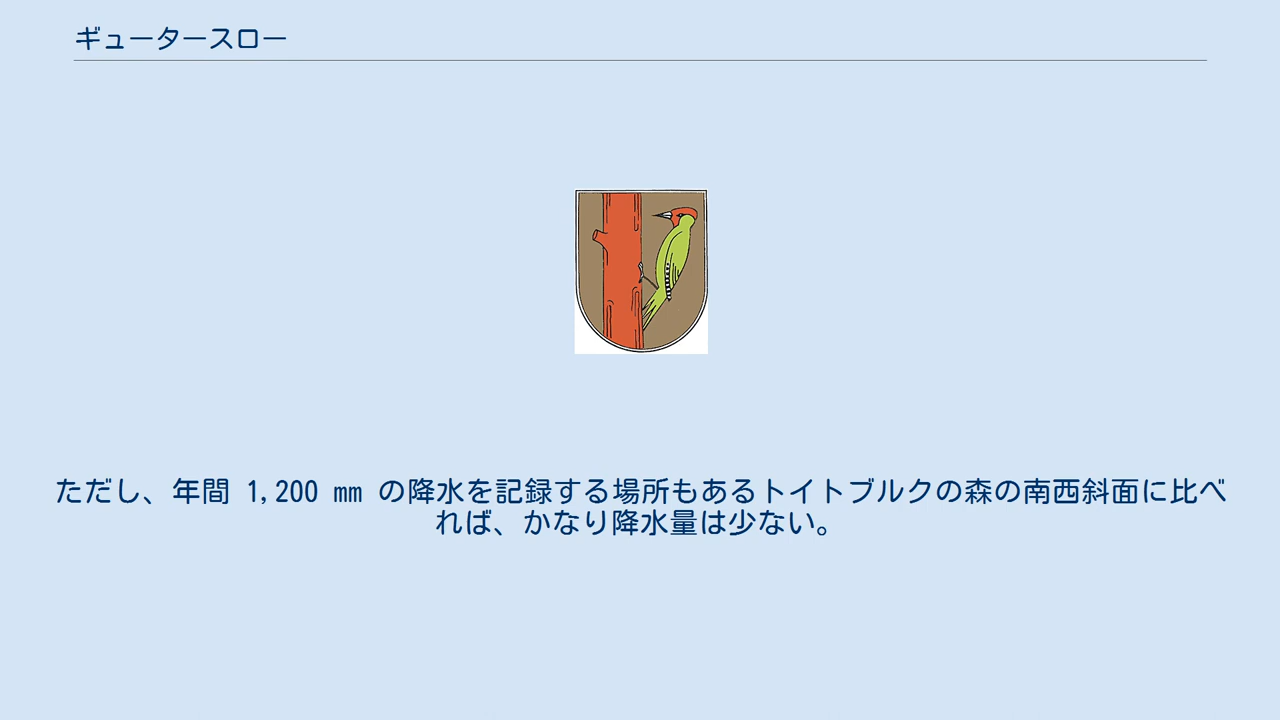 ギュータースロー
ただし、年間 1,200 mm の降水を記録する場所もあるトイトブルクの森の南西斜面に比べ
れば、かなり降水量は少ない。